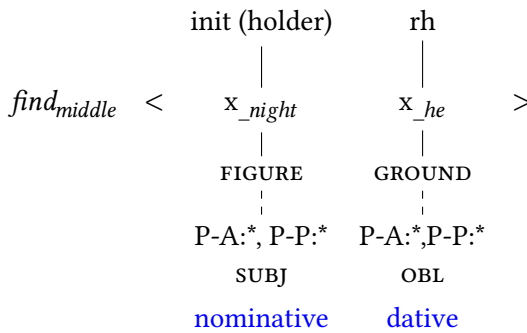 init (holder) rh
find_middle < x_night x_he >
FIGURE GROUND
P-A:*, P-P:* P-A:*,P-P:*
SUBJ OBL
nominative dative